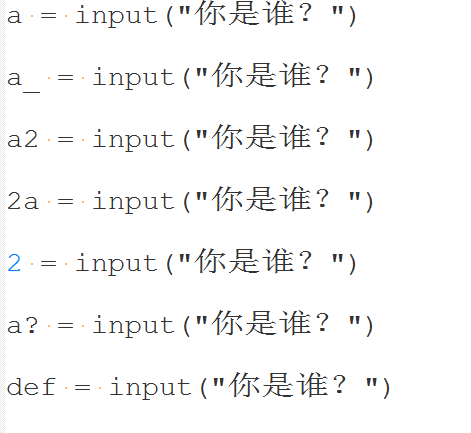 a = input("你是谁？")
a_ = input("你是谁？")
a2 = input("你是谁？")
2a = input("你是谁？")
2 = input("你是谁？")
a? = input("你是谁？")
def = input("你是谁？")